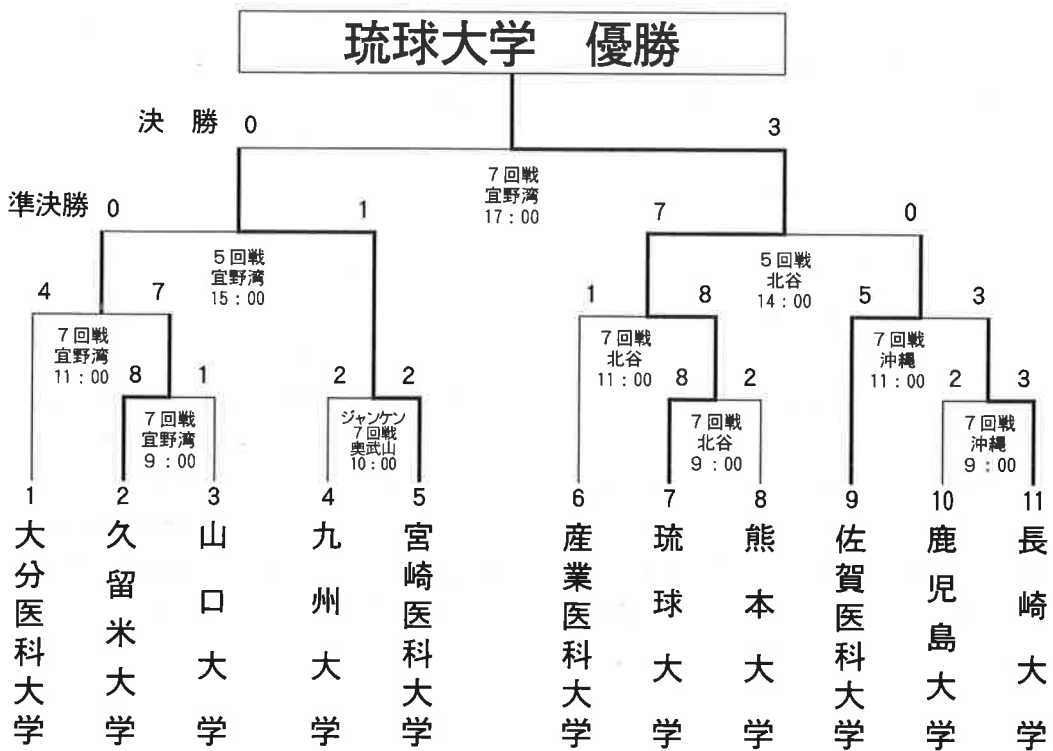 琉球大学　優勝
決　勝 0 3
7回戦
宜野湾
17：00
準決勝 0 1 7 0
5回戦
宜野湾
15：00
5回戦
北谷
14：00
4 7 1 8 5 3
7回戦
宜野湾
11：00
7回戦
北谷
11：00
7回戦
沖縄
11：00
8 1 2 2 8 2 2 3
7回戦
宜野湾
9：00
ジャンケン
7回戦
奥武山
10：00
7回戦
北谷
9：00
7回戦
沖縄
9：00
1 2 3 4 5 6 7 8 9 10 11
大分医科大学
久留米大学
山口大学
九州大学
宮崎医科大学
産業医科大学
琉球大学
熊本大学
佐賀医科大学
鹿児島大学
長崎大学